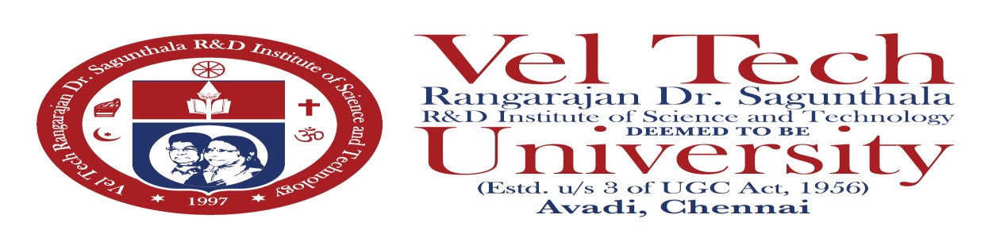 Vel Tech Rangarajan Dr. Sagunthala R&D Institute of Science and Technology
1997
Vel Tech
Rangarajan Dr. Sagunthala
R&D Institute of Science and Technology
DEEMED TO BE
University
(Estd. u/s 3 of UGC Act, 1956)
Avadi, Chennai